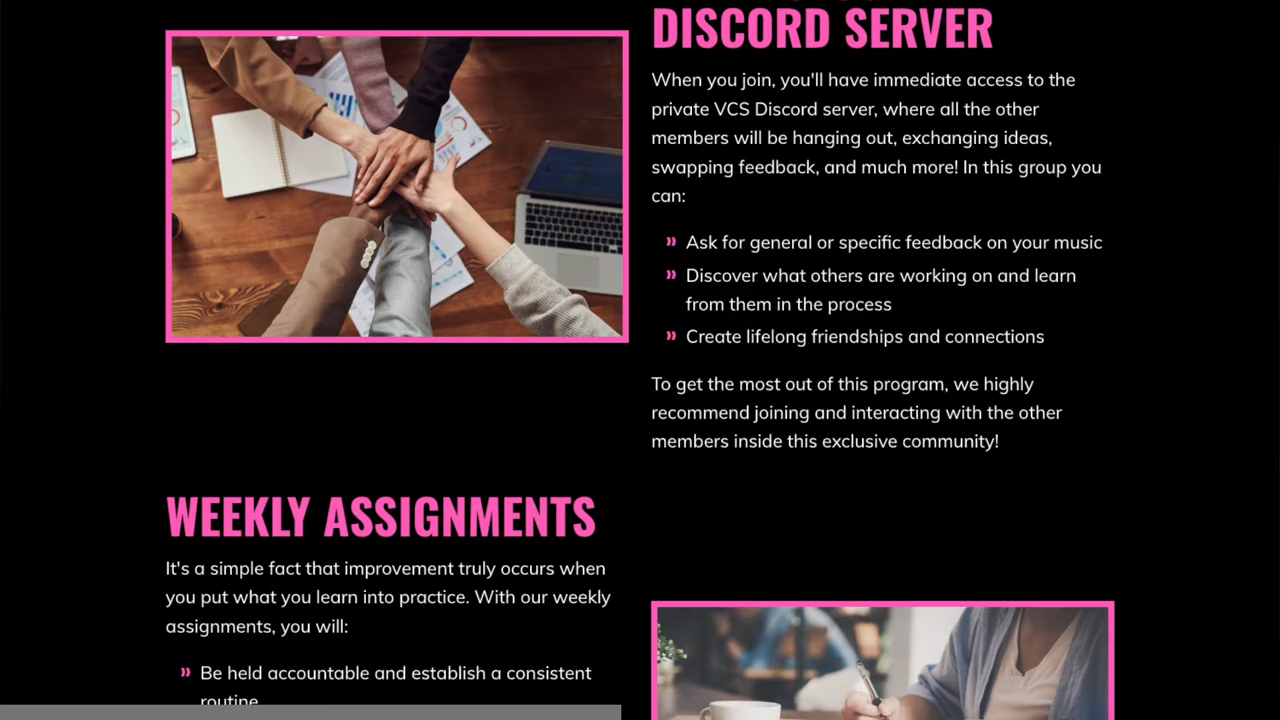 DISCORD SERVER
When you join, you'll have immediate access to the
private VCS Discord server, where all the other
members will be hanging out, exchanging ideas,
swapping feedback, and much more! In this group you
can:
» Ask for general or specific feedback on your music
» Discover what others are working on and learn
from them in the process
» Create lifelong friendships and connections
To get the most out of this program, we highly
recommend joining and interacting with the other
members inside this exclusive community!
WEEKLY ASSIGNMENTS
It's a simple fact that improvement truly occurs when
you put what you learn into practice. With our weekly
assignments, you will:
» Be held accountable and establish a consistent
routine